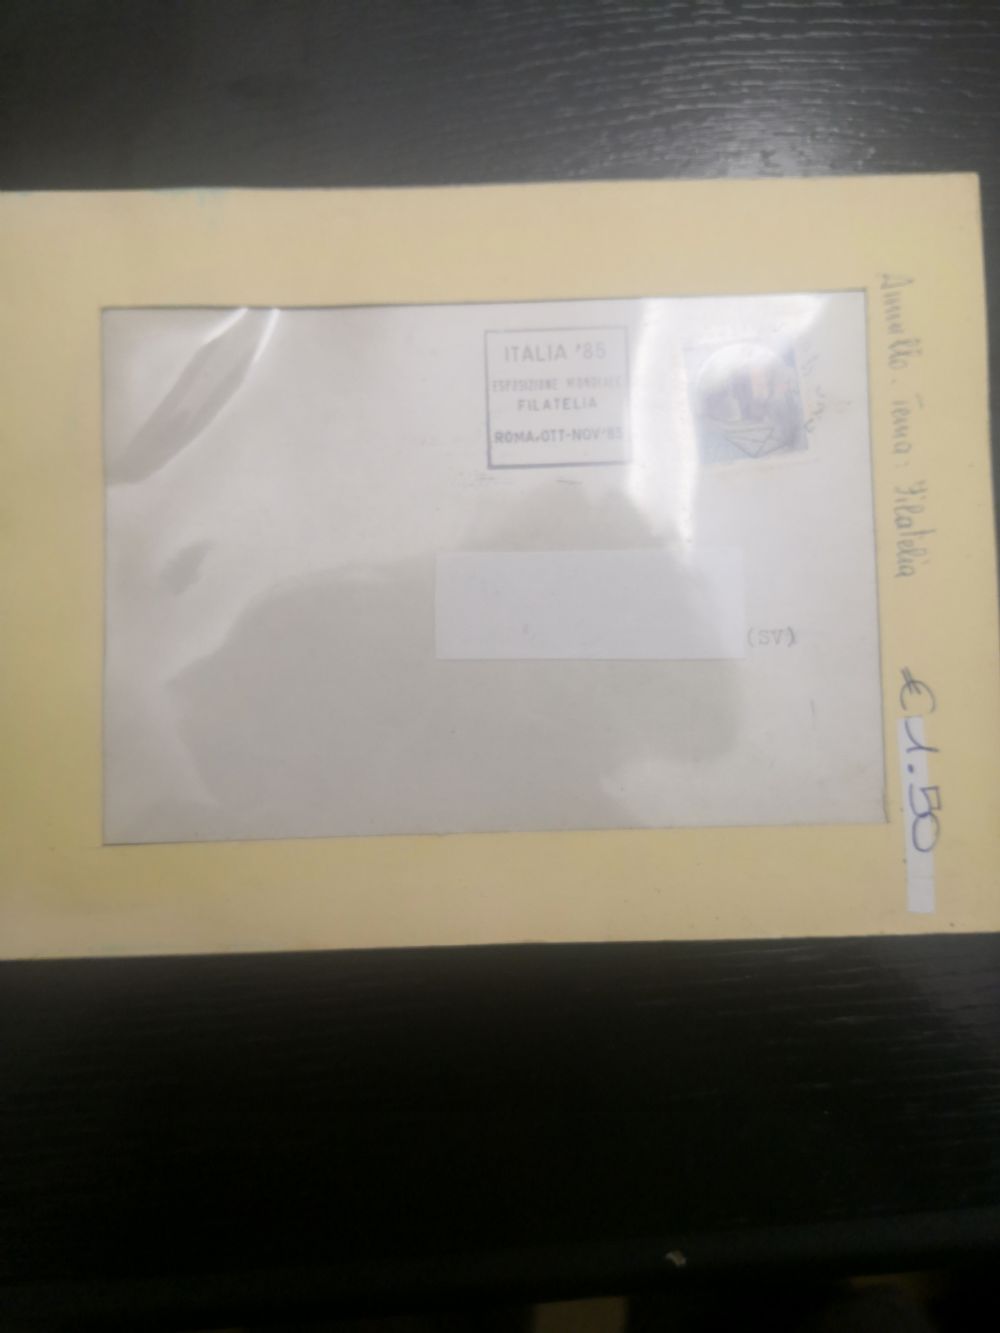 ITALIA '85
ESPOSIZIONE MONDIALE
FILATELIA
ROMA.OTT-NOV'85
(SV)
Annullo. Tema: Filatelia
€ 1.50